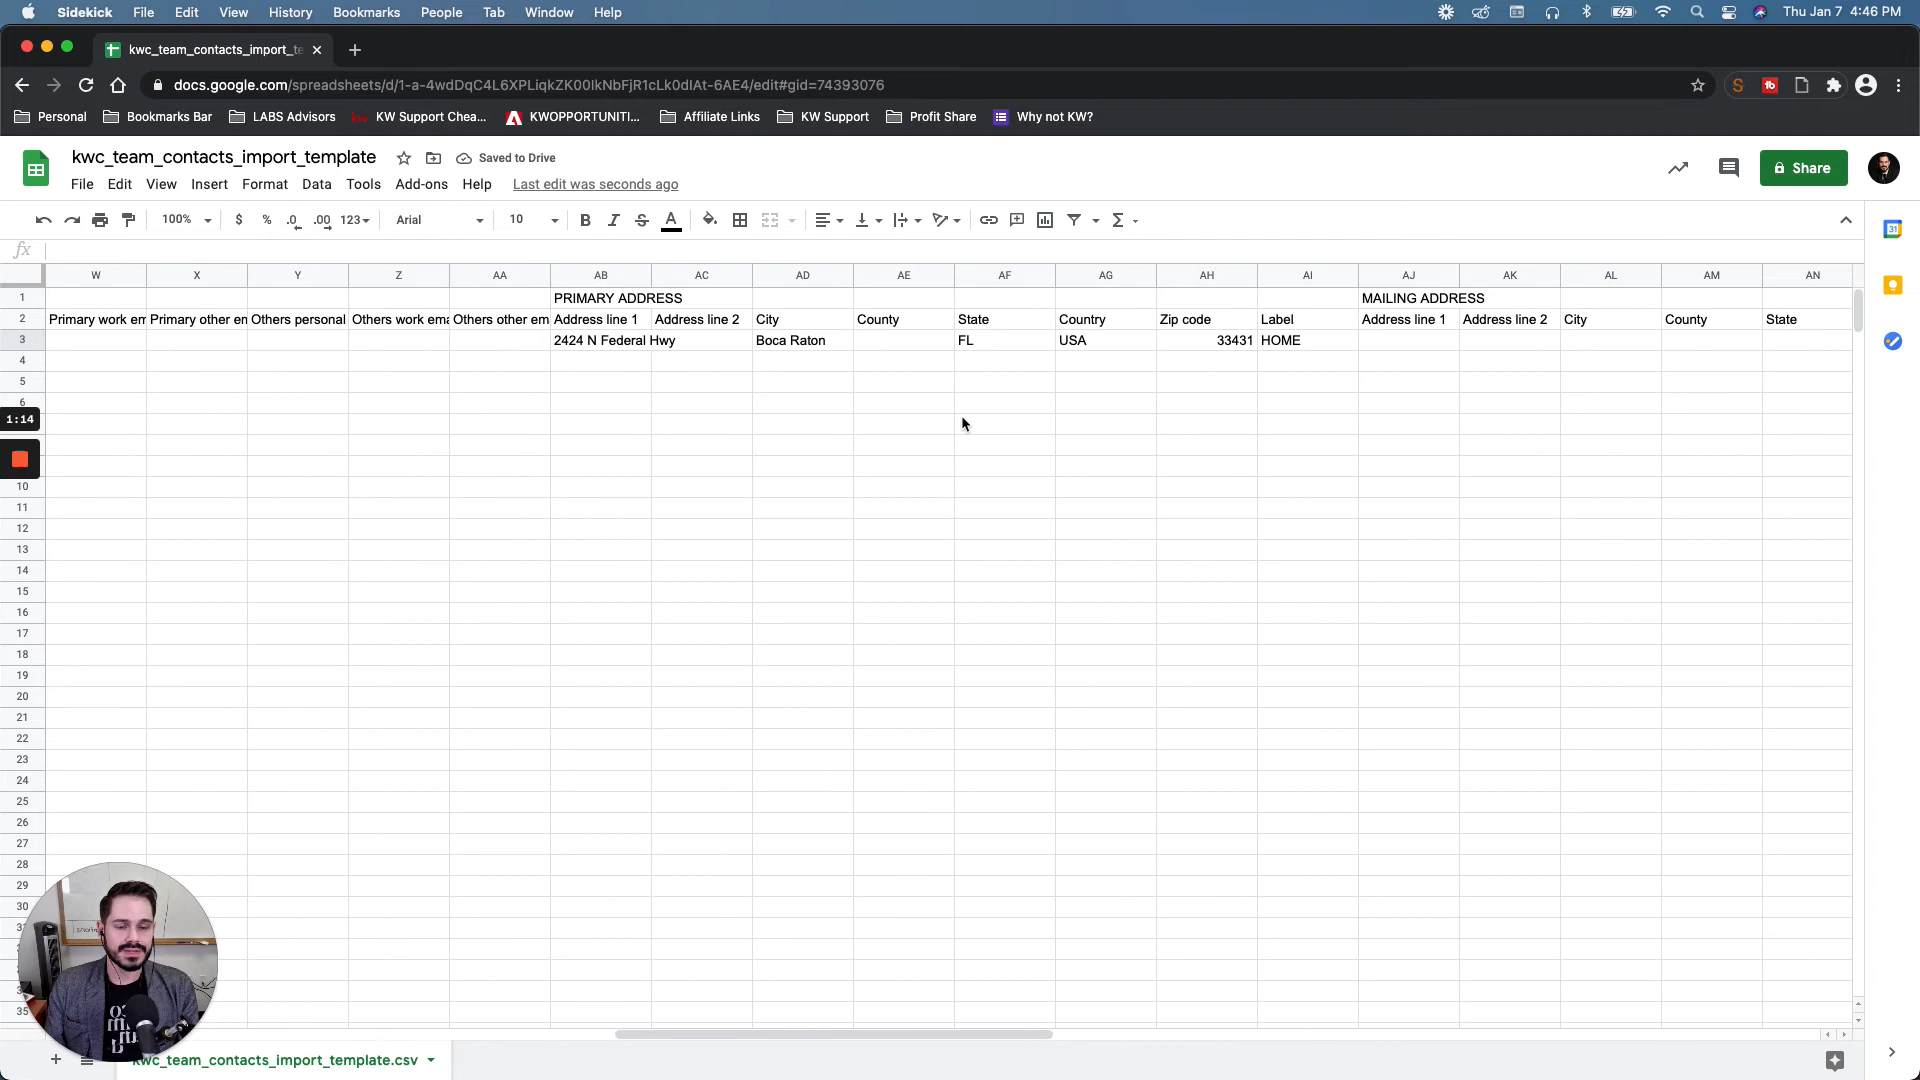 Sidekick File Edit View History Bookmarks People Tab Window Help Thu Jan 7 4:46 PM
kwc_team_contacts_import_te
docs.google.com/spreadsheets/d/1-a-4wdDqC4L6XPLiqkZK00IkNbFjR1cLk0dIAt-6AE4/edit#gid=74393076
Personal Bookmarks Bar LABS Advisors KW Support Chea... KWOPPORTUNITI... Affiliate Links KW Support Profit Share Why not KW?
kwc_team_contacts_import_template Saved to Drive
Share
File Edit View Insert Format Data Tools Add-ons Help Last edit was seconds ago
100% $ % .0 .00 123 Arial 10 B I S A
fx
W X Y Z AA AB AC AD AE AF AG AH AI AJ AK AL AM AN
1 PRIMARY ADDRESS MAILING ADDRESS
2 Primary work em Primary other en Others personal Others work ema Others other em Address line 1 Address line 2 City County State Country Zip code Label Address line 1 Address line 2 City County State
3 2424 N Federal Hwy Boca Raton FL USA 33431 HOME
4
5
6
1:14
10
11
12
13
14
15
16
17
18
19
20
21
22
23
24
25
26
27
28
29
30
35
kwc_team_contacts_import_template.csv